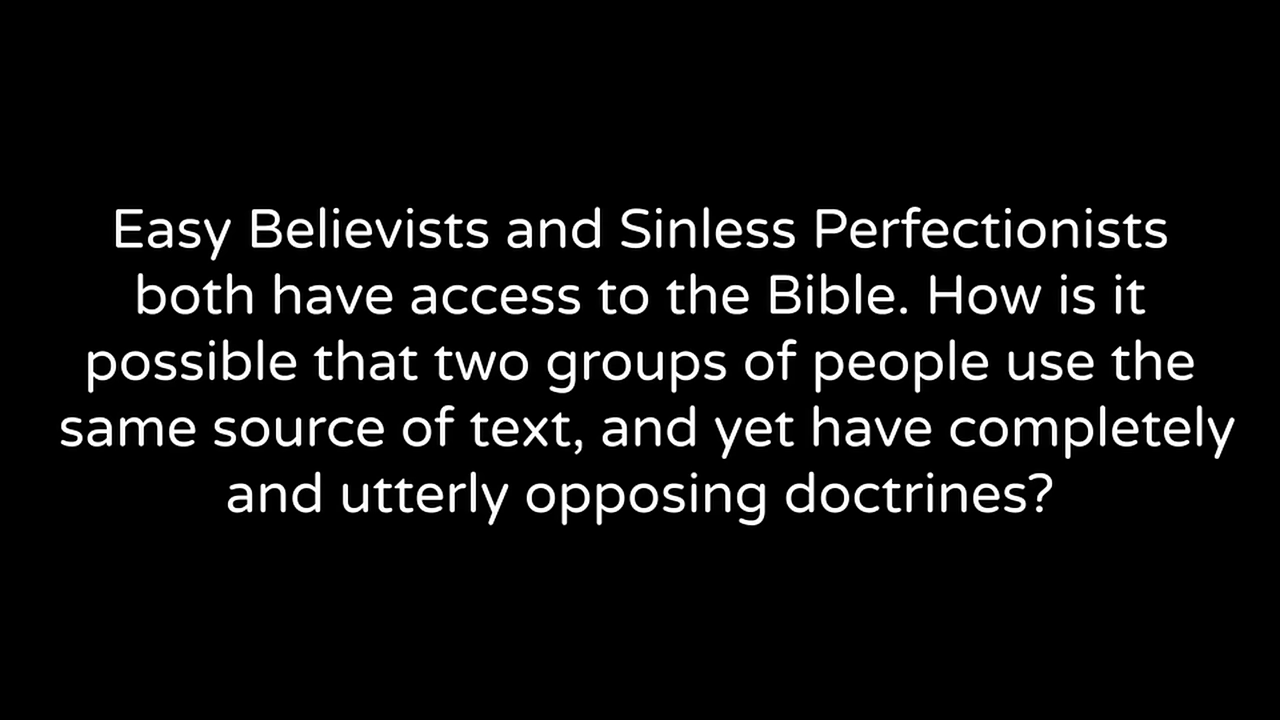 Easy Believists and Sinless Perfectionists
both have access to the Bible. How is it
possible that two groups of people use the
same source of text, and yet have completely
and utterly opposing doctrines?